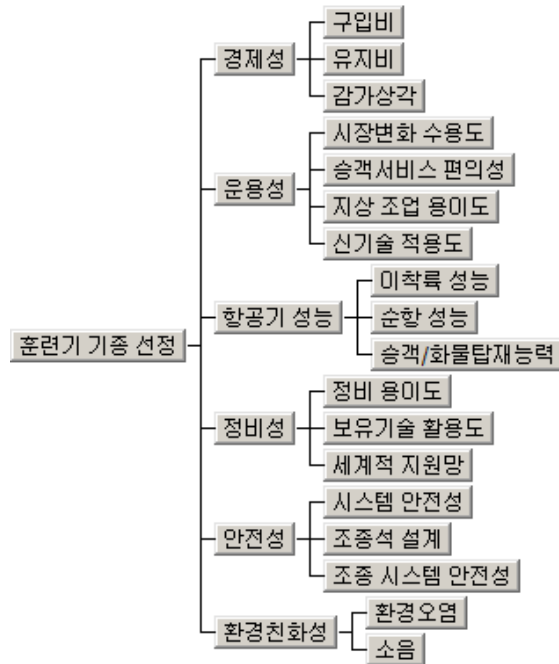 훈련기 기종 선정
경제성
구입비
유지비
감가상각
운용성
시장변화 수용도
승객서비스 편의성
지상 조업 용이도
신기술 적용도
항공기 성능
이착륙 성능
순항 성능
승객/화물탑재능력
정비성
정비 용이도
보유기술 활용도
세계적 지원망
안전성
시스템 안전성
조종석 설계
조종 시스템 안전성
환경친화성
환경오염
소음